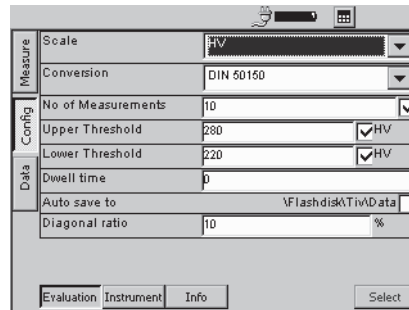 Measure
Config
Data
Scale HV
Conversion DIN 50150
No of Measurements 10
Upper Threshold 280 HV
Lower Threshold 220 HV
Dwell time 0
Auto save to \Flashdisk\Tiv\Data
Diagonal ratio 10 %
Evaluation Instrument Info Select